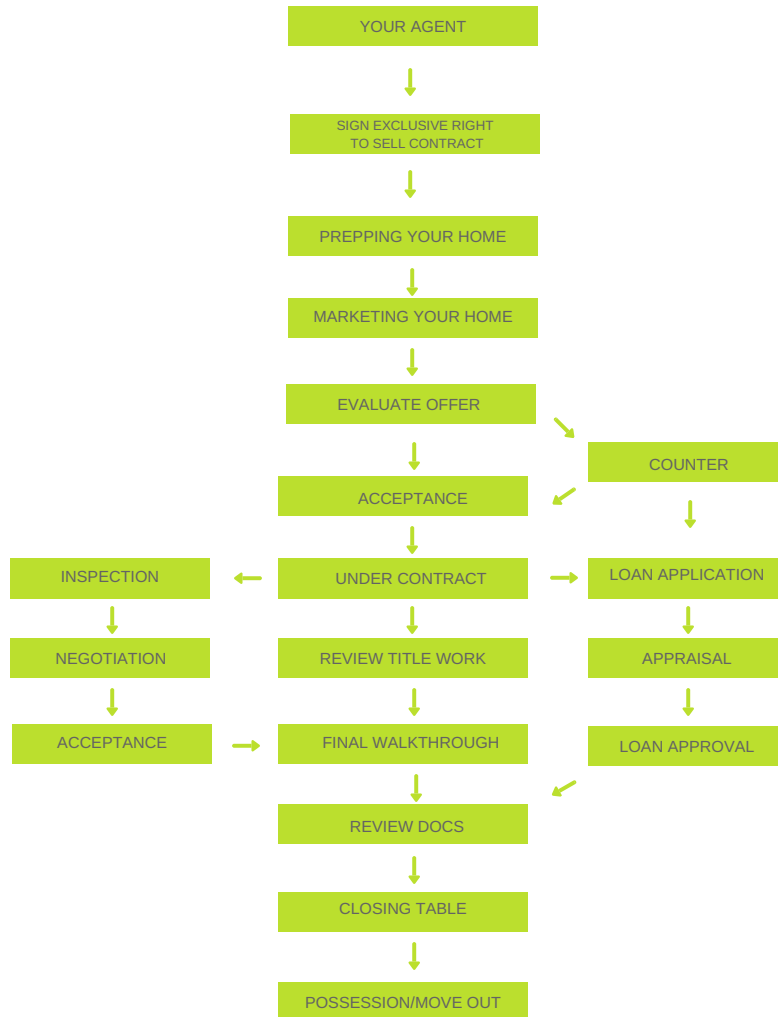 YOUR AGENT
SIGN EXCLUSIVE RIGHT
TO SELL CONTRACT
PREPPING YOUR HOME
MARKETING YOUR HOME
EVALUATE OFFER
COUNTER
ACCEPTANCE
INSPECTION
UNDER CONTRACT
LOAN APPLICATION
NEGOTIATION
REVIEW TITLE WORK
APPRAISAL
ACCEPTANCE
FINAL WALKTHROUGH
LOAN APPROVAL
REVIEW DOCS
CLOSING TABLE
POSSESSION/MOVE OUT